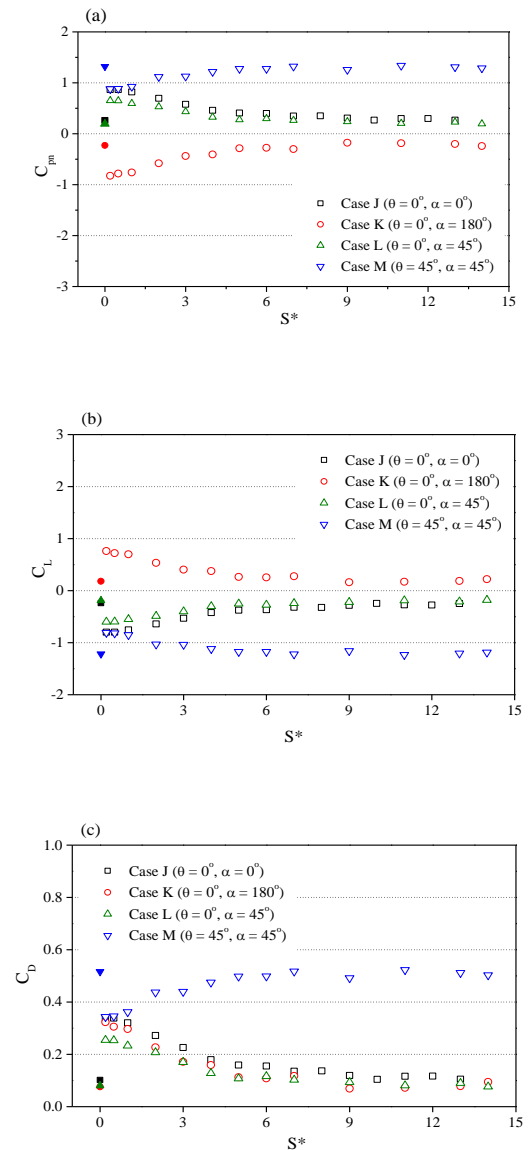 (a)
2
1
0
-1
-2
-3
C_pn
Case J (θ = 0°, α = 0°)
Case K (θ = 0°, α = 180°)
Case L (θ = 0°, α = 45°)
Case M (θ = 45°, α = 45°)
0 3 6 9 12 15
S*
(b)
3
2
1
0
-1
-2
C_L
Case J (θ = 0°, α = 0°)
Case K (θ = 0°, α = 180°)
Case L (θ = 0°, α = 45°)
Case M (θ = 45°, α = 45°)
0 3 6 9 12 15
S*
(c)
1.0
0.8
0.6
0.4
0.2
0.0
C_D
Case J (θ = 0°, α = 0°)
Case K (θ = 0°, α = 180°)
Case L (θ = 0°, α = 45°)
Case M (θ = 45°, α = 45°)
0 3 6 9 12 15
S*